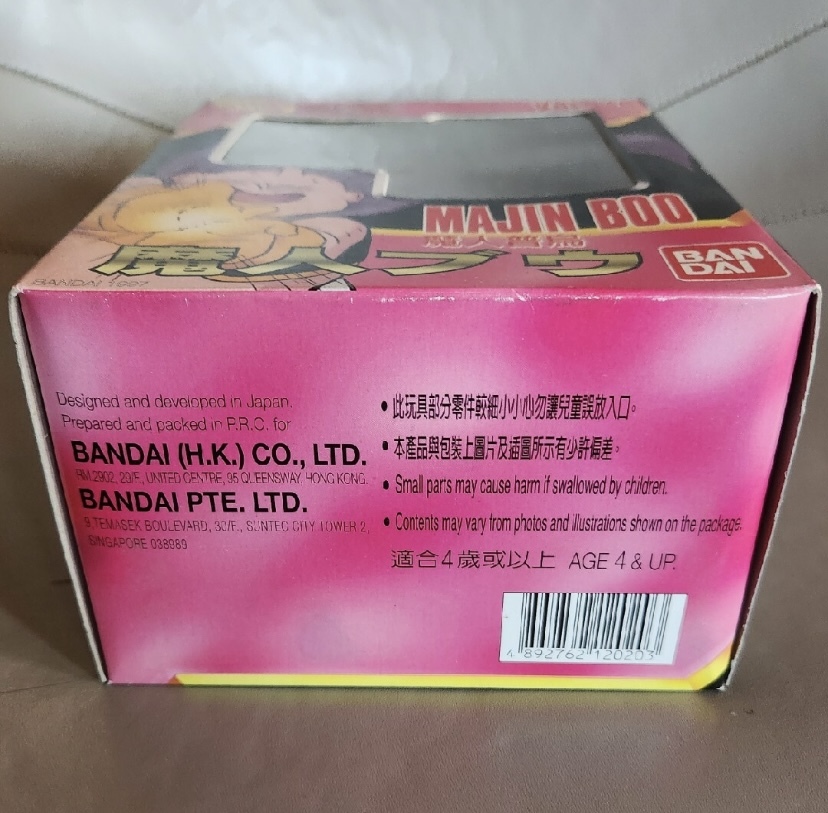 MAJIN BOO
魔人ブウ
BAN
DAI
BANDAI 1997
Designed and developed in Japan.
Prepared and packed in P.R.C. for
BANDAI (H.K.) CO., LTD.
RM.2902, 29/F., UNITED CENTRE, 95 QUEENSWAY, HONG KONG.
BANDAI PTE. LTD.
9 TEMASEK BOULEVARD, SUNTEC CITY TOWER 2,
SINGAPORE 038989
• 此玩具部分零件較細小小心勿讓兒童誤放入口。
• 本產品與包裝上圖片及插圖所示有少許偏差。
• Small parts may cause harm if swallowed by children.
• Contents may vary from photos and illustrations shown on the package.
適合4歲或以上 AGE 4 & UP.
4 892762 120203